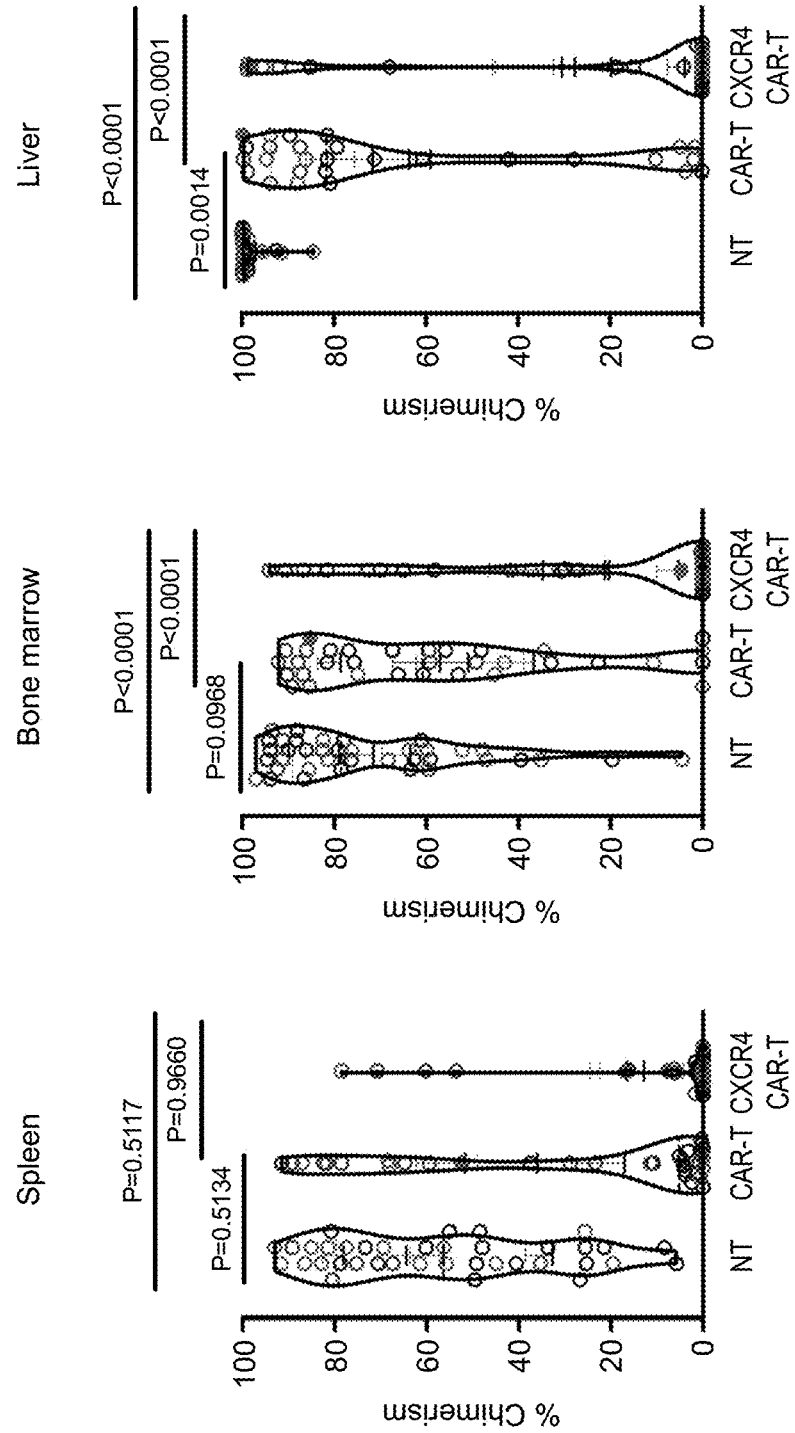 Spleen
P=0.5117
P=0.9660
P=0.5134
% Chimerism
100
80
60
40
20
0
NT
CAR-T
CXCR4
CAR-T
Bone marrow
P<0.0001
P<0.0001
P=0.0968
% Chimerism
100
80
60
40
20
0
NT
CAR-T
CXCR4
CAR-T
Liver
P<0.0001
P<0.0001
P=0.0014
% Chimerism
100
80
60
40
20
0
NT
CAR-T
CXCR4
CAR-T